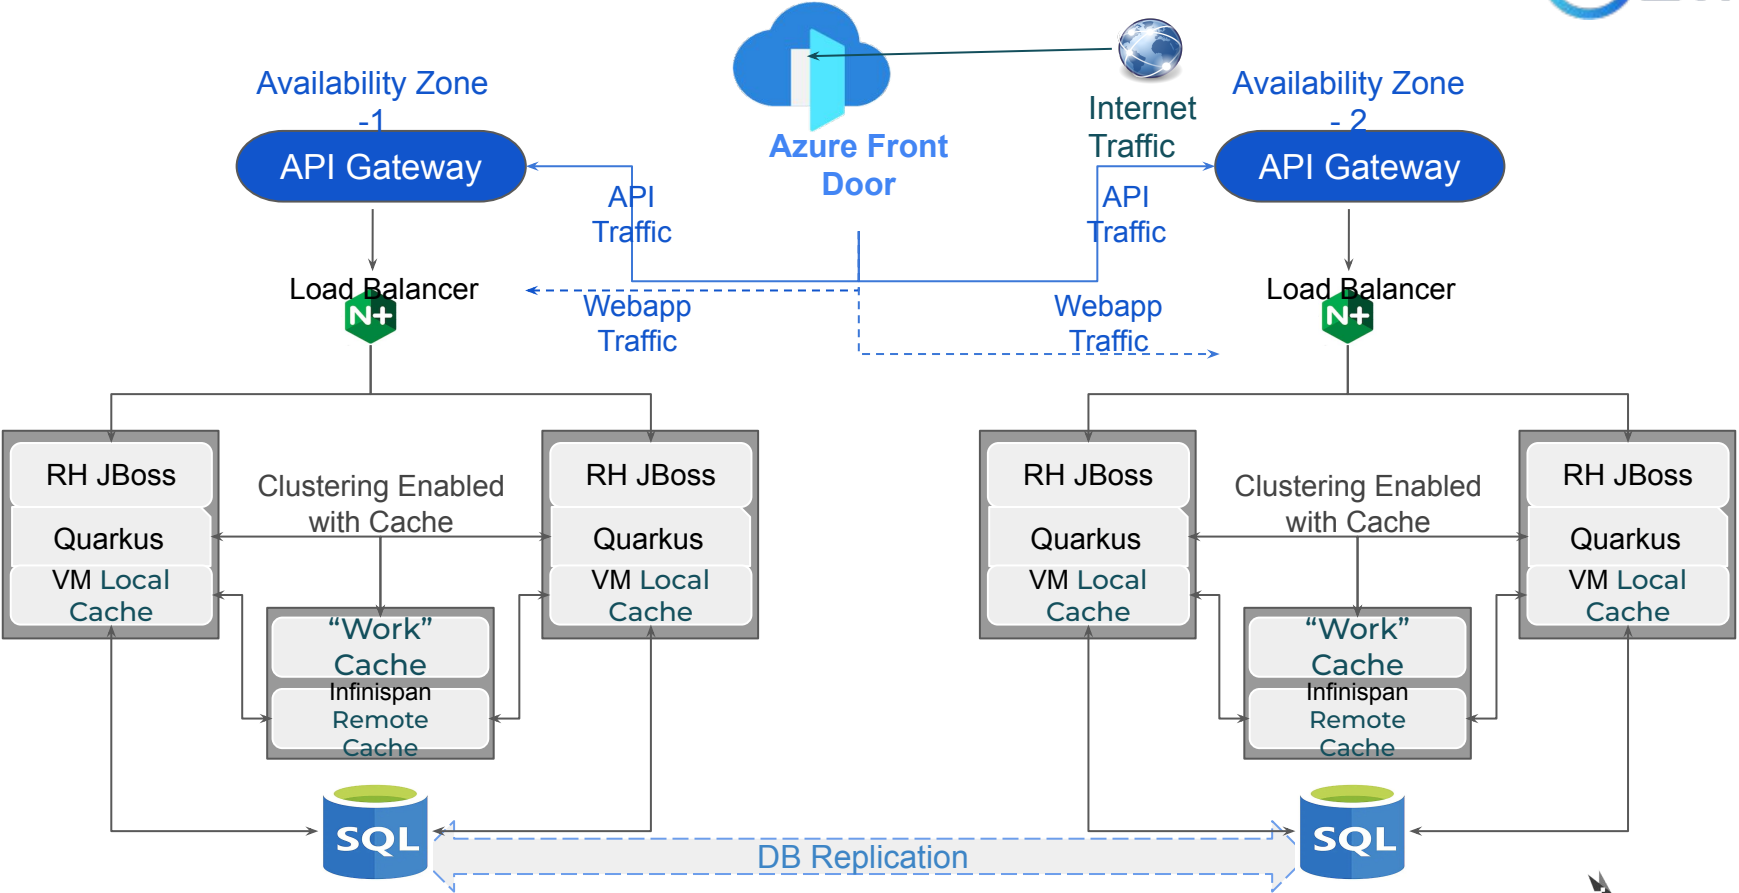 Availability Zone
-1
API Gateway
Load Balancer
N+
Azure Front
Door
Internet
Traffic
Availability Zone
- 2
API Gateway
Load Balancer
N+
API
Traffic
API
Traffic
Webapp
Traffic
Webapp
Traffic
RH JBoss
Quarkus
VM Local
Cache
Clustering Enabled
with Cache
RH JBoss
Quarkus
VM Local
Cache
“Work”
Cache
Infinispan
Remote
Cache
SQL
RH JBoss
Quarkus
VM Local
Cache
Clustering Enabled
with Cache
RH JBoss
Quarkus
VM Local
Cache
“Work”
Cache
Infinispan
Remote
Cache
SQL
DB Replication